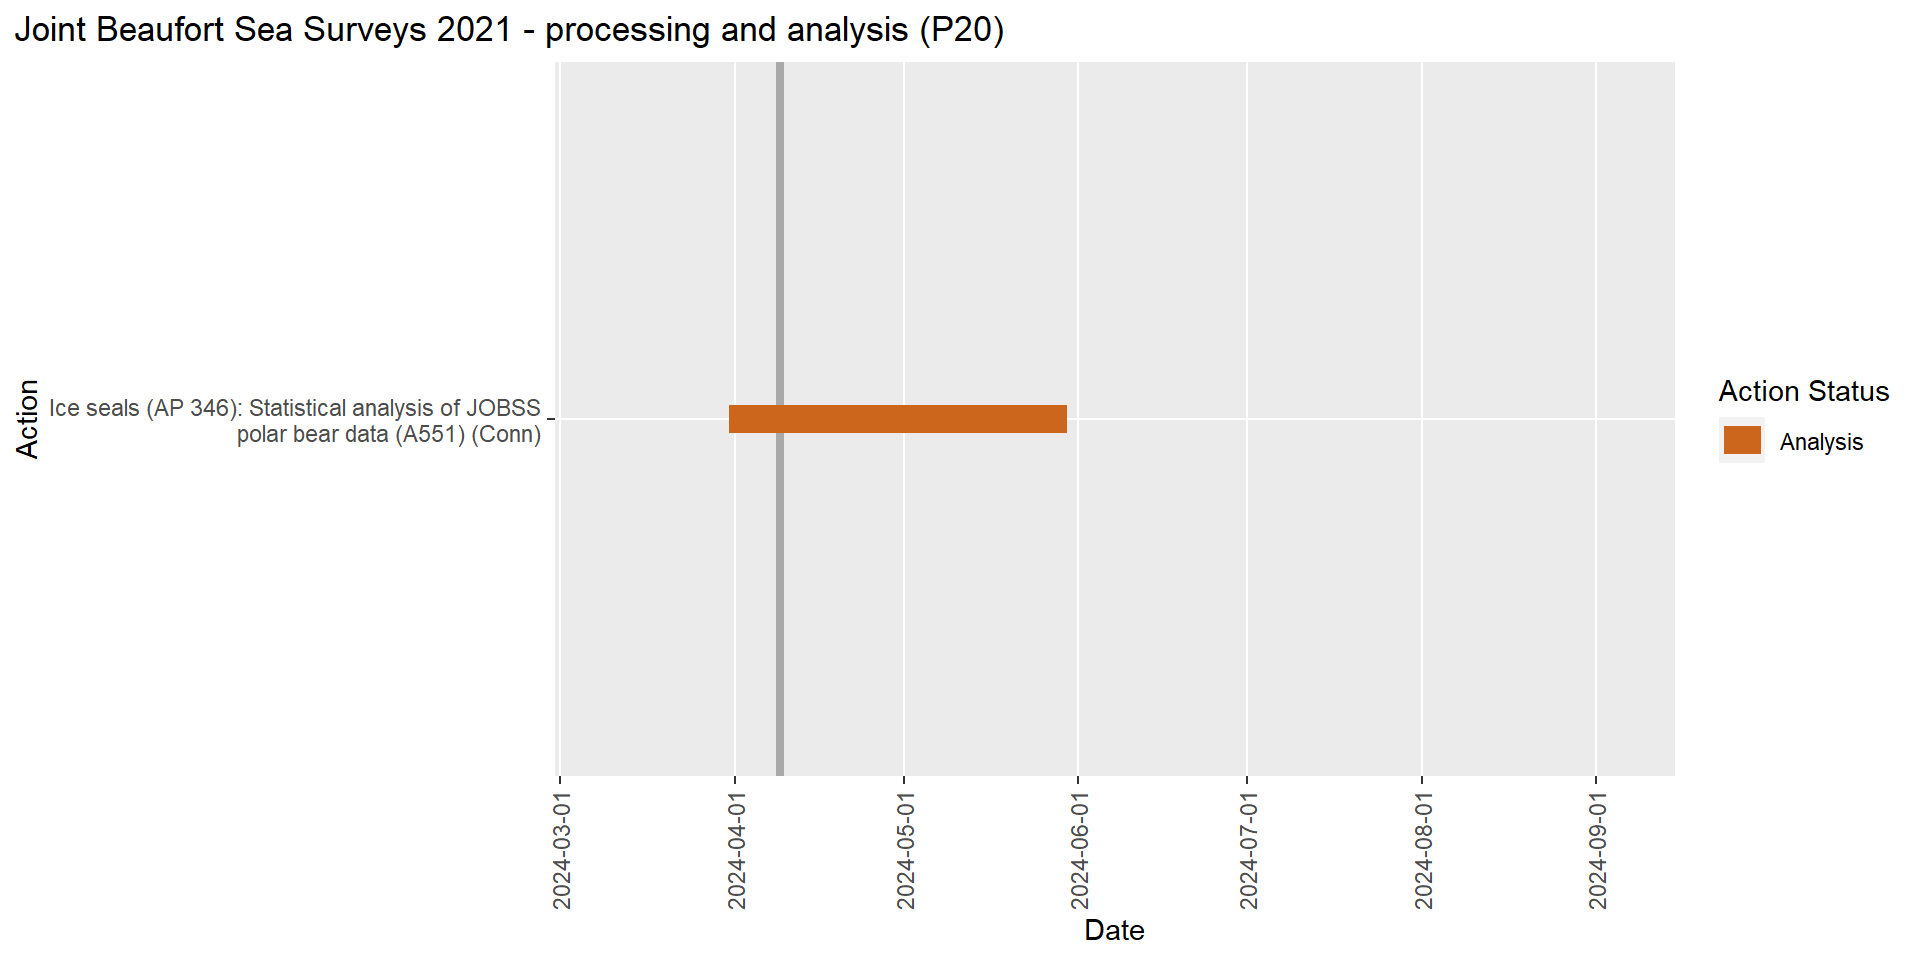 Joint Beaufort Sea Surveys 2021 - processing and analysis (P20)
Action
Ice seals (AP 346): Statistical analysis of JOBSS
polar bear data (A551) (Conn)
2024-03-01
2024-04-01
2024-05-01
2024-06-01
2024-07-01
2024-08-01
2024-09-01
Date
Action Status
Analysis